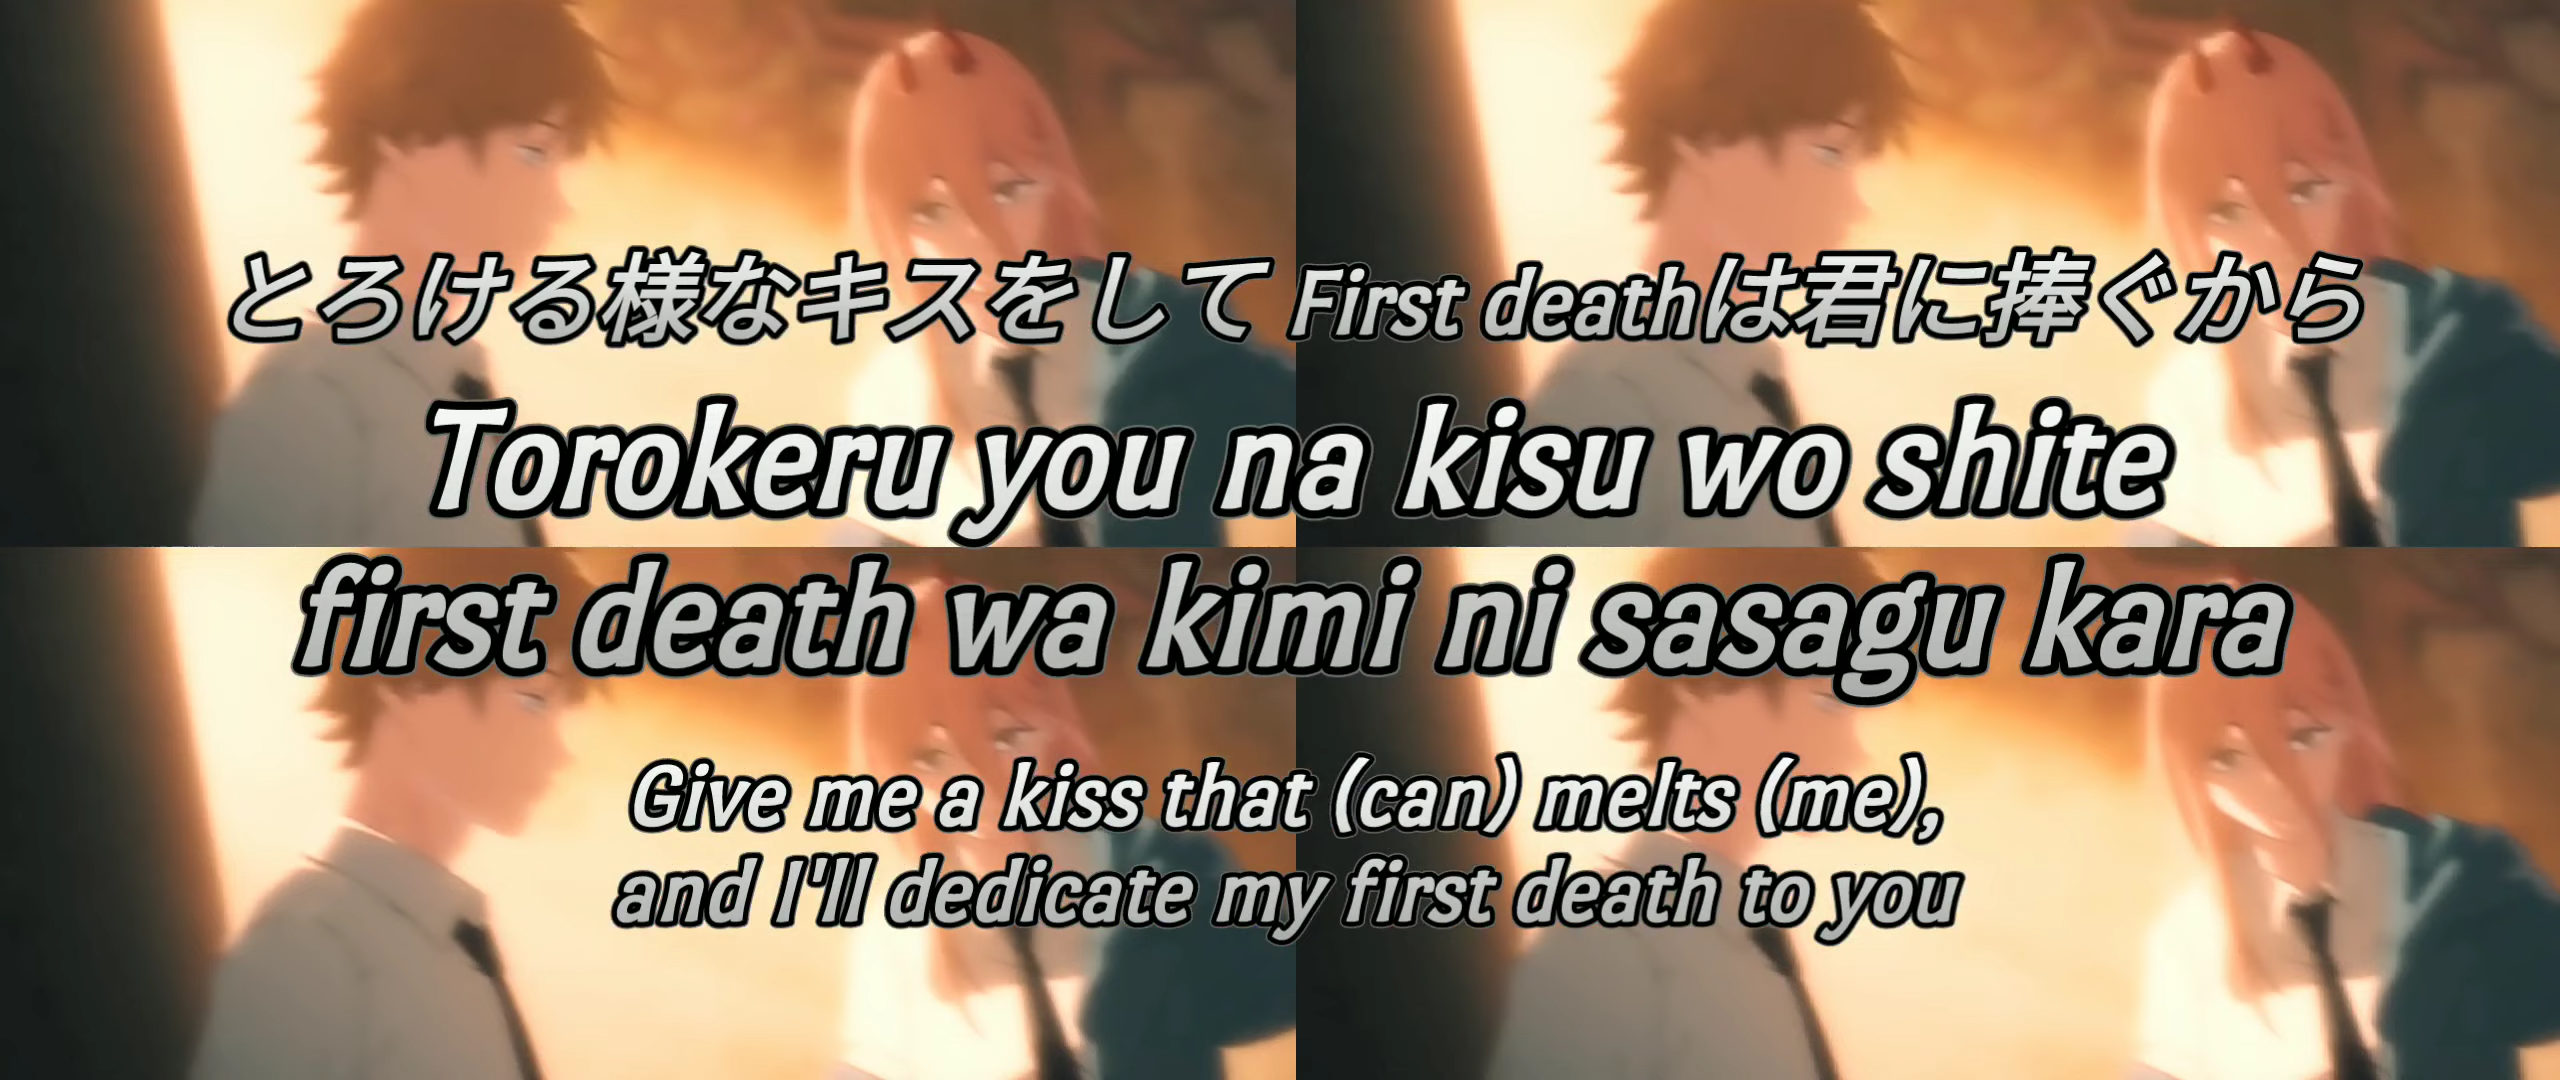 とろける様なキスをして First deathは君に捧ぐから
Torokeru you na kisu wo shite
first death wa kimi ni sasagu kara
Give me a kiss that (can) melts (me),
and I'll dedicate my first death to you